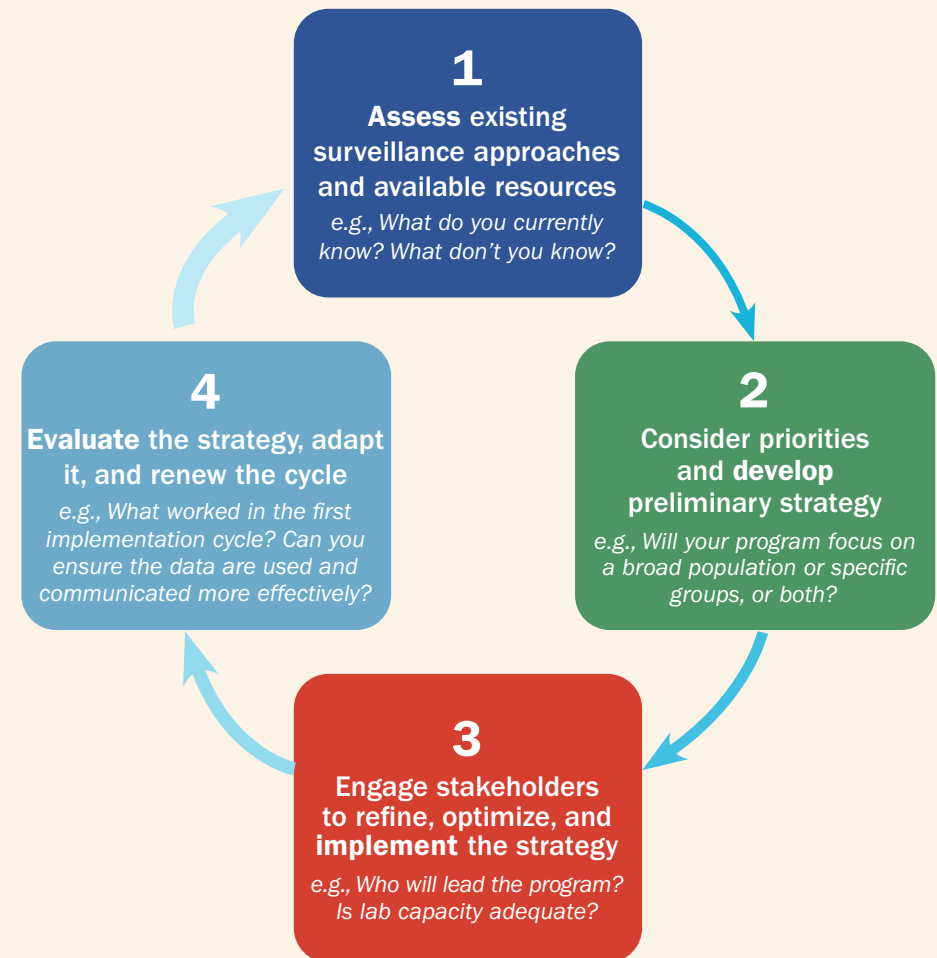 1
Assess existing
surveillance approaches
and available resources
e.g., What do you currently
know? What don’t you know?
2
Consider priorities
and develop
preliminary strategy
e.g., Will your program focus on
a broad population or specific
groups, or both?
3
Engage stakeholders
to refine, optimize, and
implement the strategy
e.g., Who will lead the program?
Is lab capacity adequate?
4
Evaluate the strategy, adapt
it, and renew the cycle
e.g., What worked in the first
implementation cycle? Can you
ensure the data are used and
communicated more effectively?